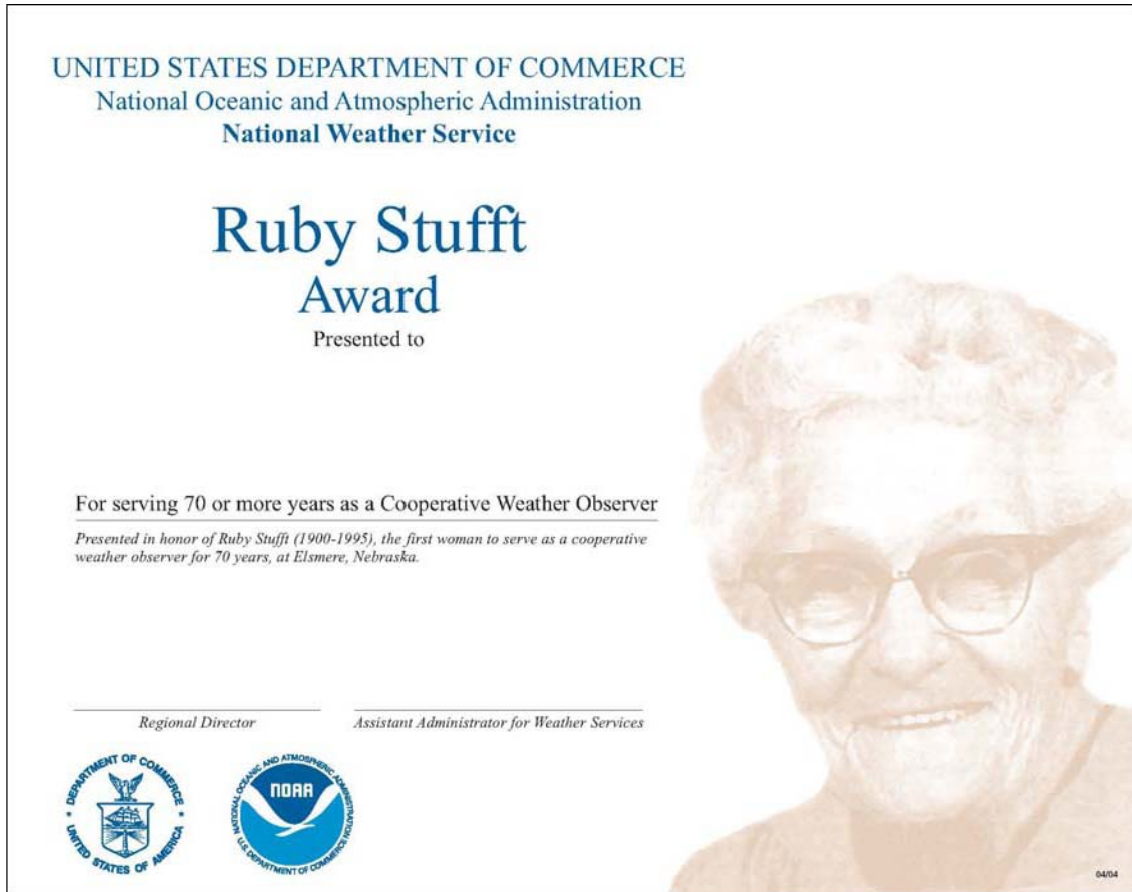 UNITED STATES DEPARTMENT OF COMMERCE
National Oceanic and Atmospheric Administration
National Weather Service
Ruby Stufft
Award
Presented to
For serving 70 or more years as a Cooperative Weather Observer
Presented in honor of Ruby Stufft (1900-1995), the first woman to serve as a cooperative
weather observer for 70 years, at Elsmere, Nebraska.
Regional Director
Assistant Administrator for Weather Services
DEPARTMENT OF COMMERCE
UNITED STATES OF AMERICA
NATIONAL OCEANIC AND ATMOSPHERIC ADMINISTRATION
NOAA
U.S. DEPARTMENT OF COMMERCE
04/04